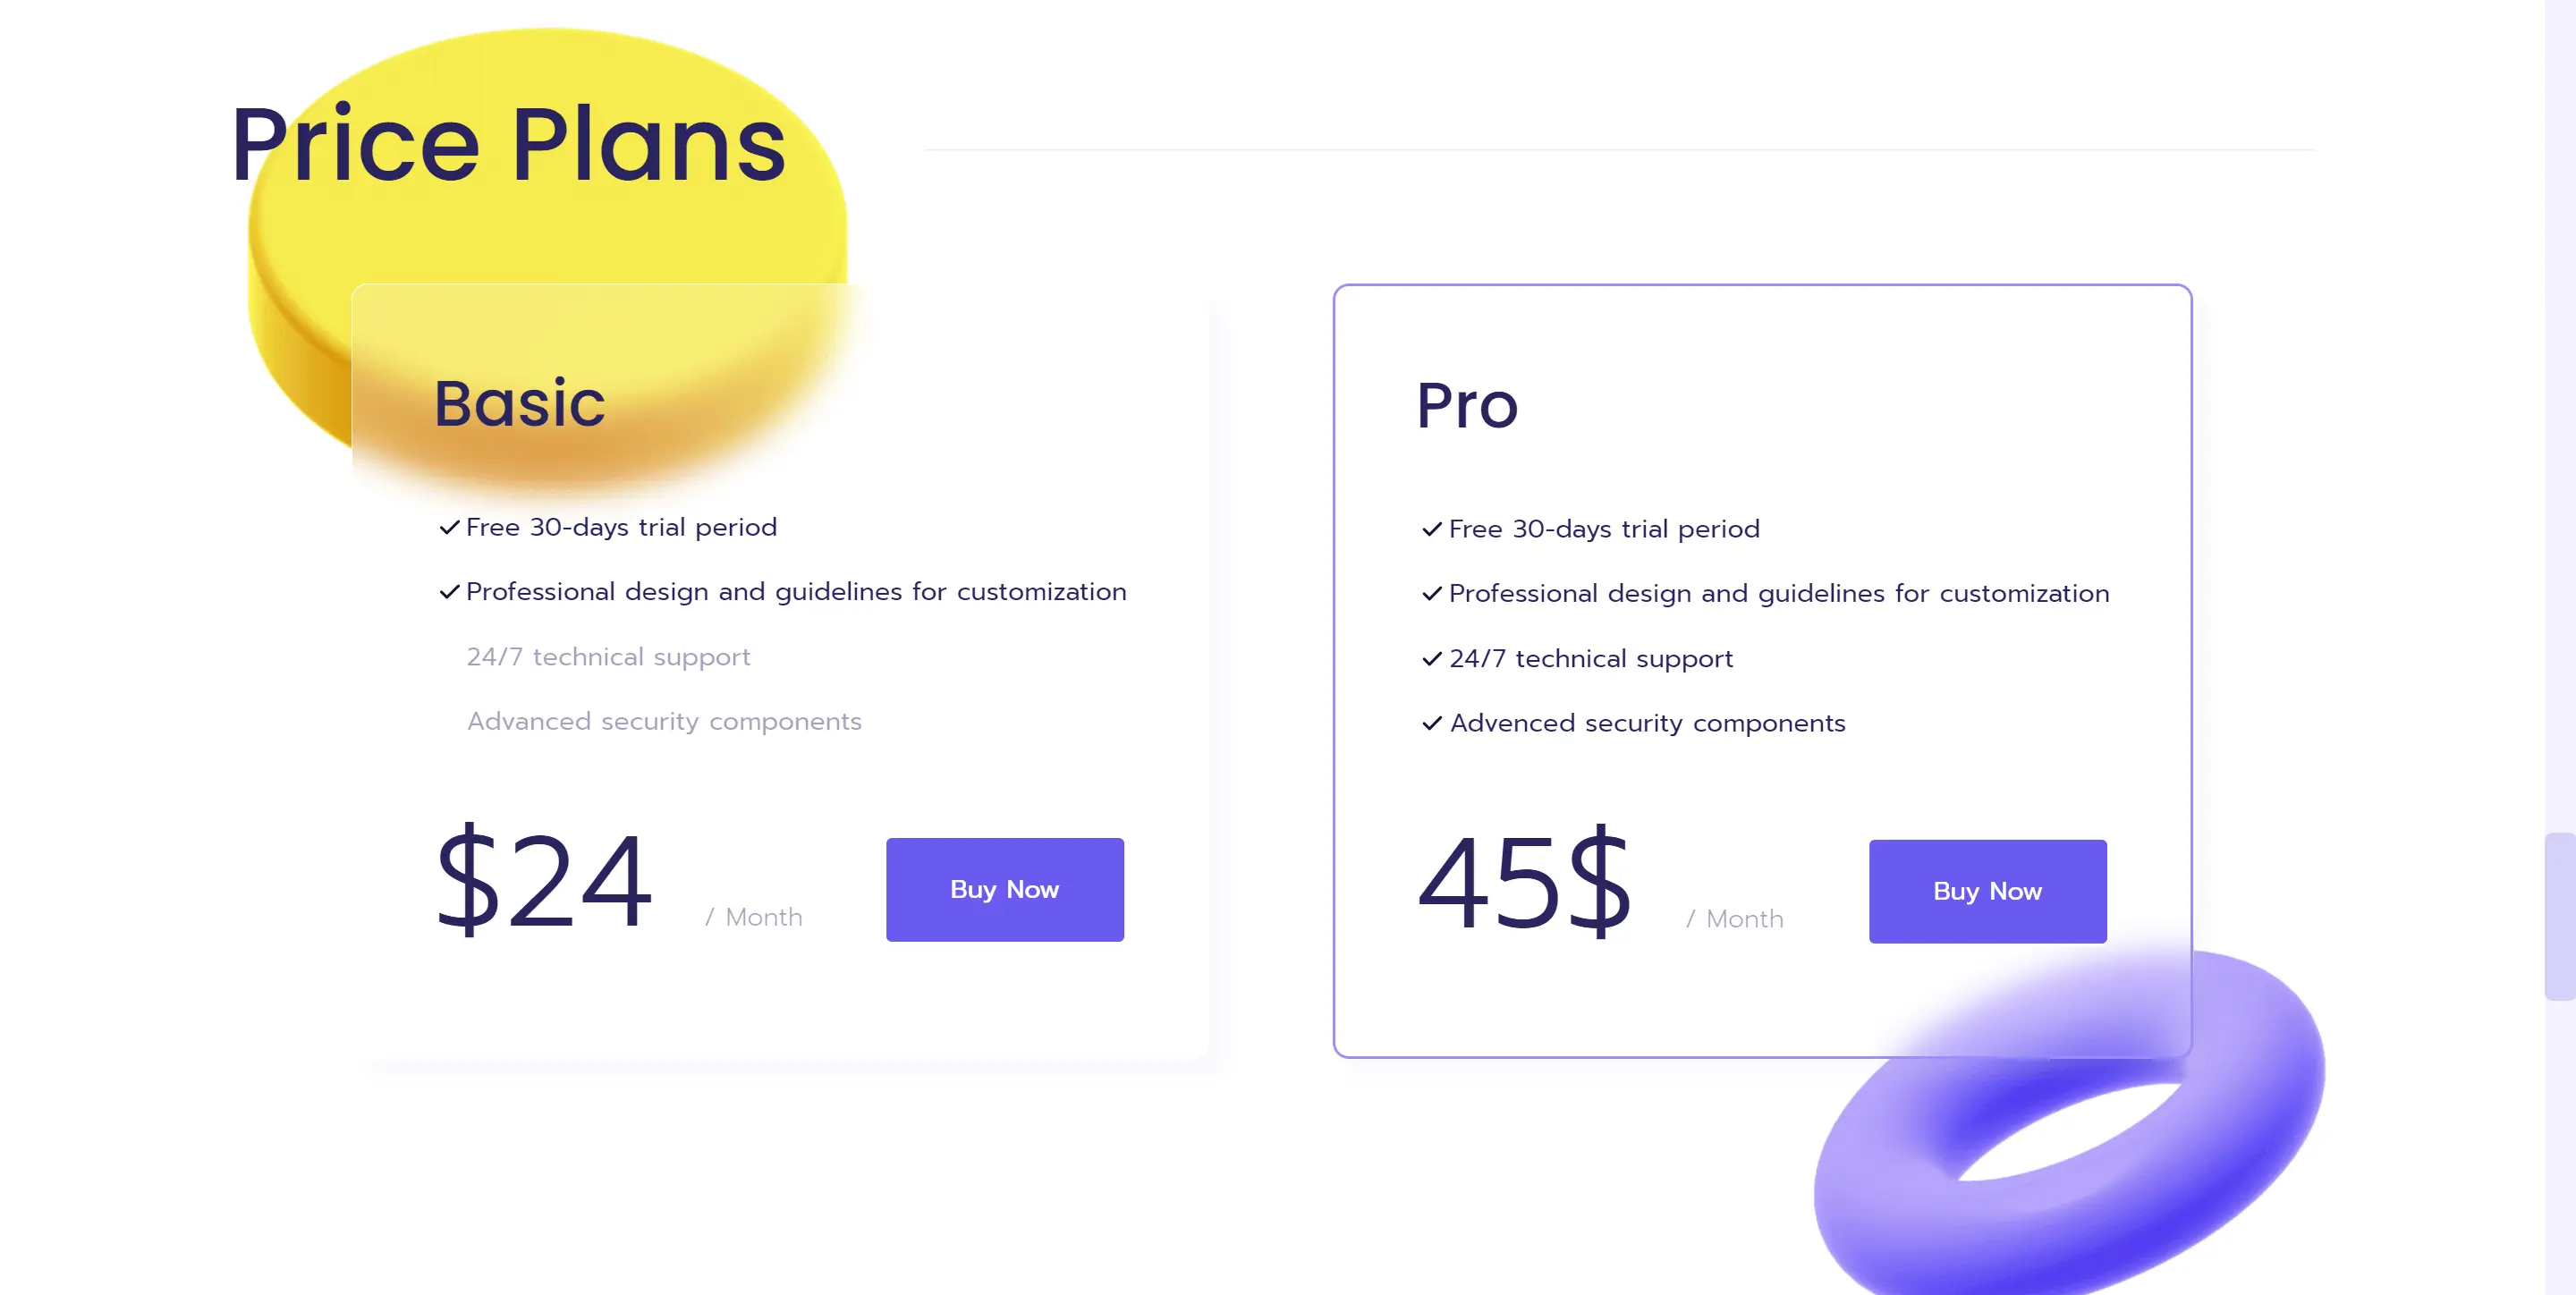 Price Plans
Basic
Free 30-days trial period
Professional design and guidelines for customization
24/7 technical support
Advanced security components
$24 / Month
Buy Now
Pro
Free 30-days trial period
Professional design and guidelines for customization
24/7 technical support
Advenced security components
45$ / Month
Buy Now